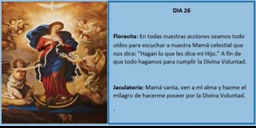 DIA 26
Florecita: En todas nuestras acciones seamos todo
oídos para escuchar a nuestra Mamá celestial que
nos dice: "Hagan lo que les dice mi Hijo." A fin de
que todo hagamos para cumplir la Divina Voluntad.
Jaculatoria: Mamá santa, ven a mi alma y hazme el
milagro de hacerme poseer por la Divina Voluntad.
.